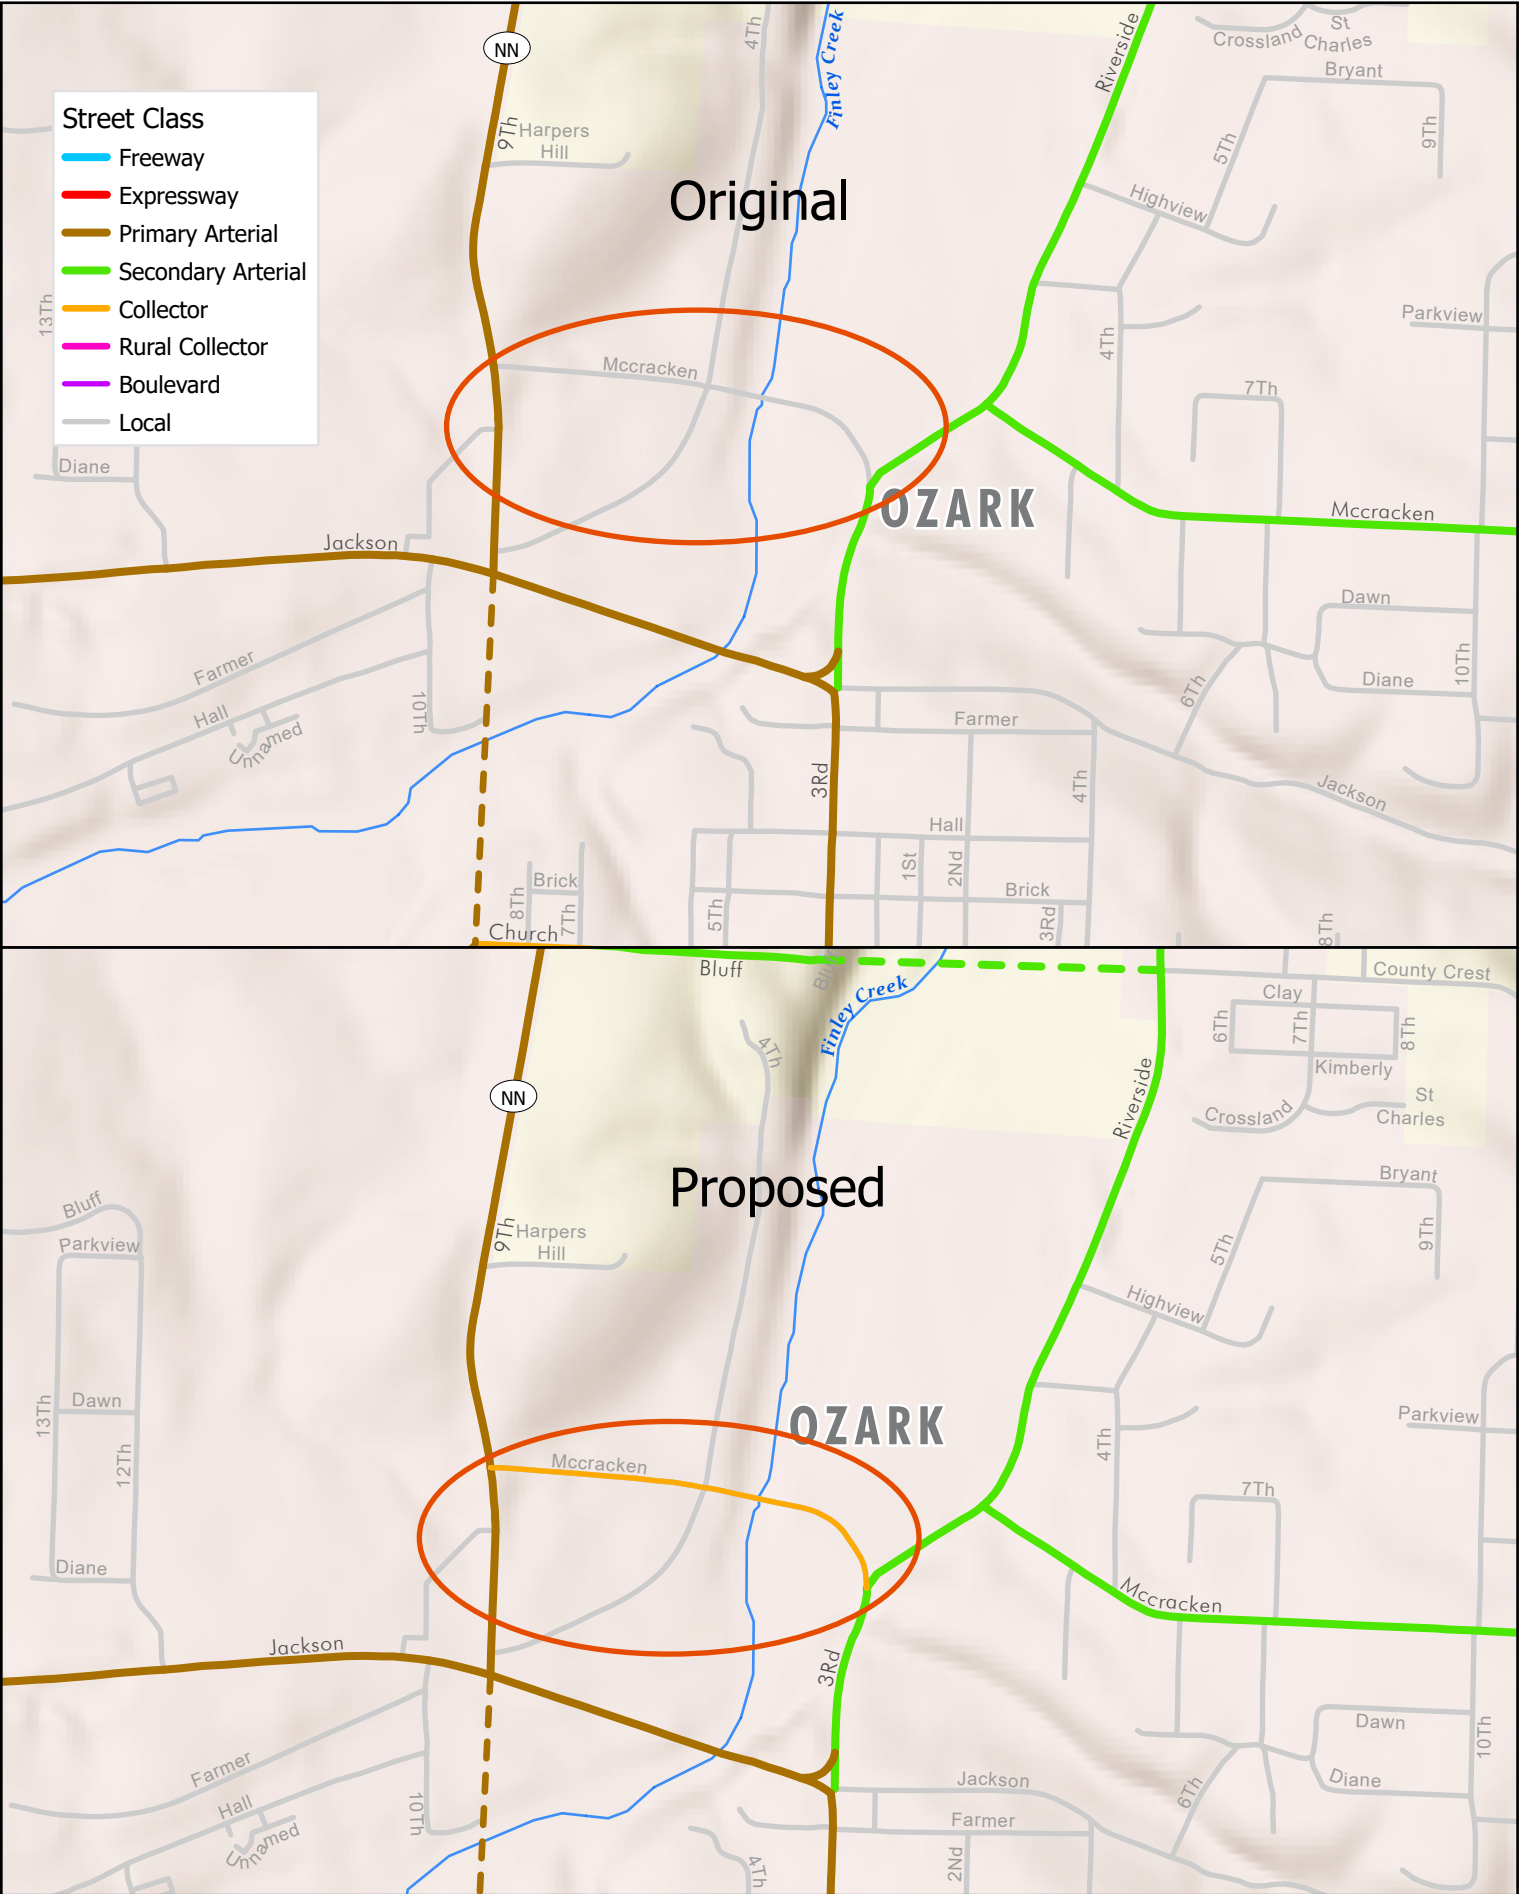 NN
4Th
Finley Creek
Riverside
Crossland
St
Charles
Bryant
Street Class
Freeway
Expressway
Primary Arterial
Secondary Arterial
Collector
Rural Collector
Boulevard
Local
9Th
Harpers
Hill
Original
5Th
9Th
Highview
13Th
Parkview
4Th
Mccracken
7Th
Diane
OZARK
Mccracken
Jackson
Dawn
Farmer
10Th
Diane
6Th
Hall
10Th
Unnamed
Farmer
3Rd
4Th
Jackson
Hall
1St
2Nd
Brick
8Th
7Th
5Th
Brick
3Rd
8Th
Church
Bluff
Bluff
Finley Creek
County Crest
Clay
6Th
7Th
8Th
Kimberly
4Th
NN
Riverside
St
Charles
Crossland
Proposed
Bryant
Bluff
Parkview
9Th
Harpers
Hill
5Th
9Th
Highview
13Th
Dawn
12Th
OZARK
Parkview
4Th
Mccracken
7Th
Diane
Mccracken
Jackson
3Rd
Dawn
10Th
Farmer
Jackson
Diane
6Th
Hall
10Th
Unnamed
Farmer
4Th
2Nd